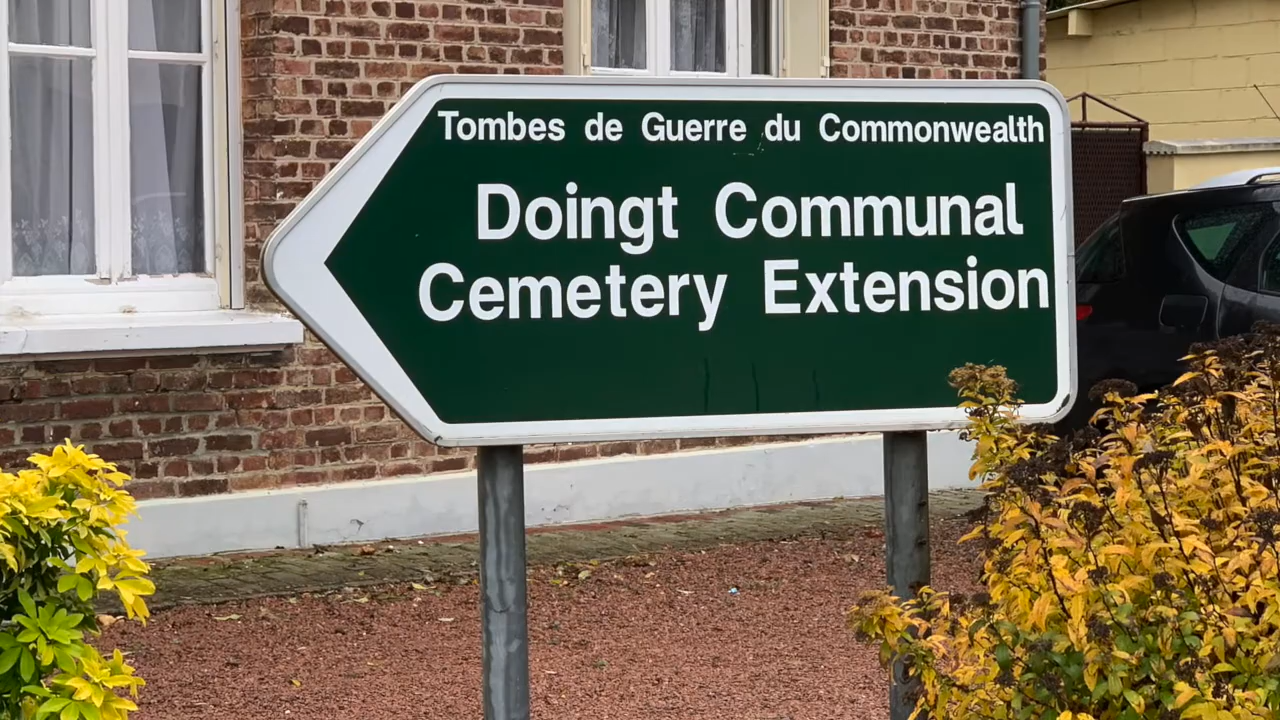 Tombes de Guerre du Commonwealth
Doingt Communal
Cemetery Extension